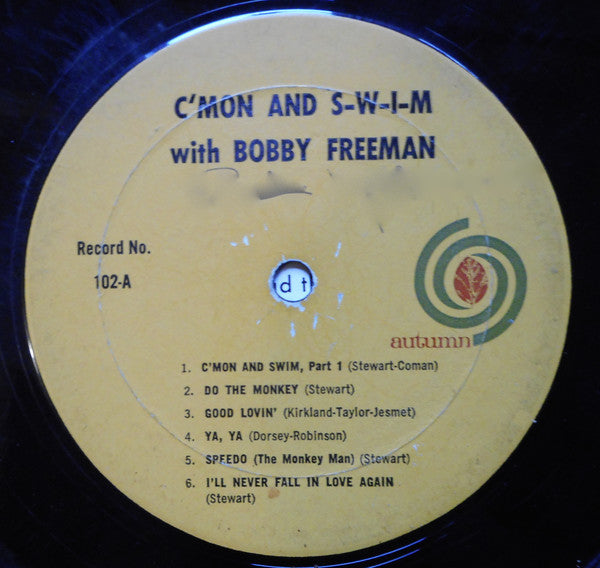 C'MON AND S-W-I-M
with BOBBY FREEMAN
Record No.
102-A
d t
autumn
1. C'MON AND SWIM, Part 1 (Stewart-Coman)
2. DO THE MONKEY (Stewart)
3. GOOD LOVIN' (Kirkland-Taylor-Jesmet)
4. YA, YA (Dorsey-Robinson)
5. SPEEDO (The Monkey Man) (Stewart)
6. I'LL NEVER FALL IN LOVE AGAIN
(Stewart)